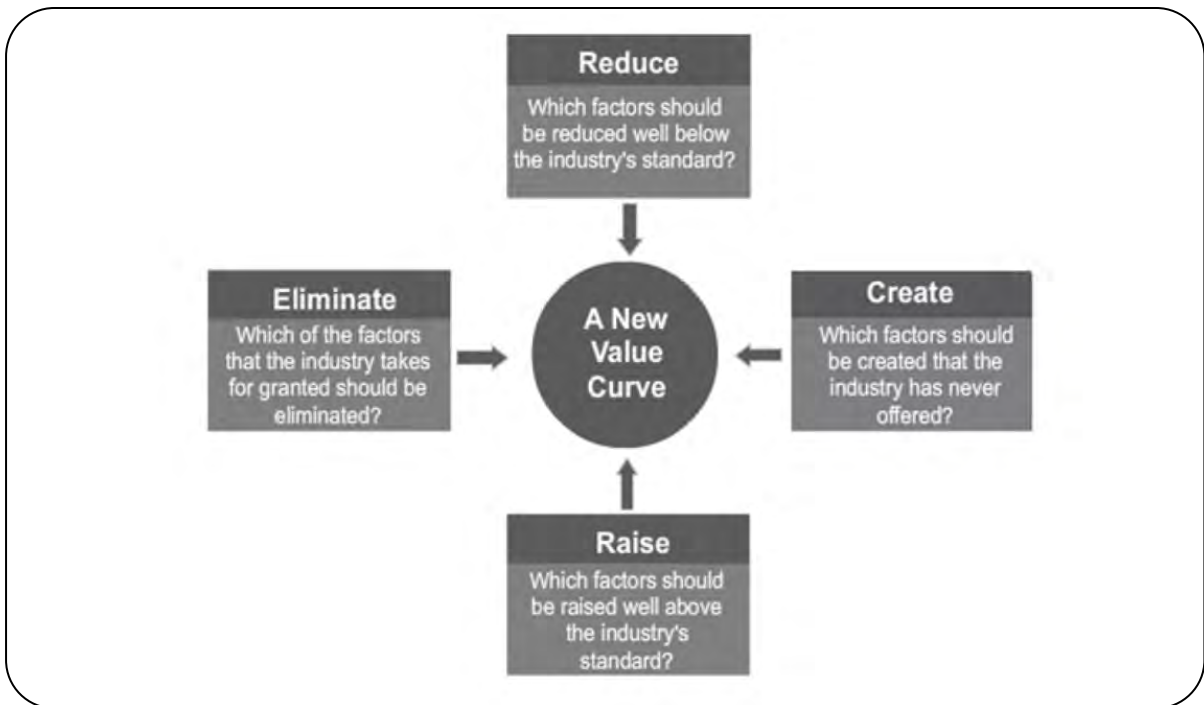 Reduce
Which factors should
be reduced well below
the industry's standard?
Eliminate
Which of the factors
that the industry takes
for granted should be
eliminated?
A New
Value
Curve
Create
Which factors should
be created that the
industry has never
offered?
Raise
Which factors should
be raised well above
the industry's
standard?